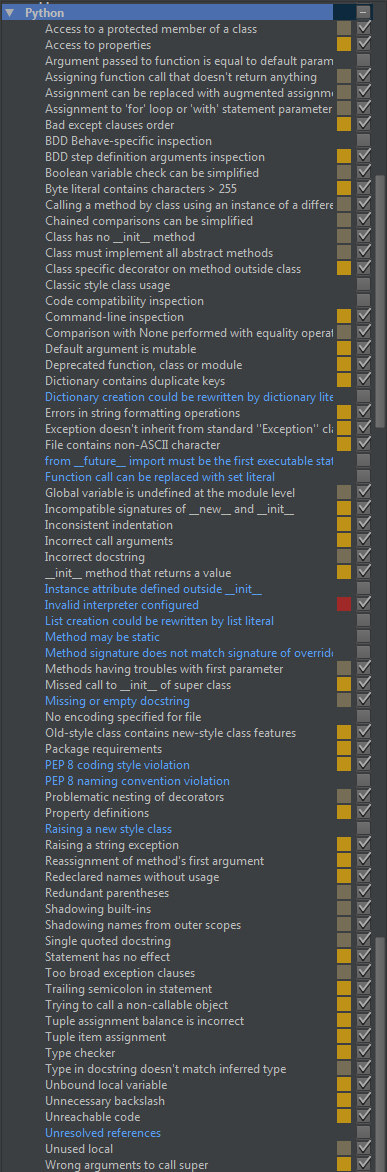 Python
Access to a protected member of a class
Access to properties
Argument passed to function is equal to default param
Assigning function call that doesn't return anything
Assignment can be replaced with augmented assignm
Assignment to 'for' loop or 'with' statement parameter
Bad except clauses order
BDD Behave-specific inspection
BDD step definition arguments inspection
Boolean variable check can be simplified
Byte literal contains characters > 255
Calling a method by class using an instance of a differe
Chained comparisons can be simplified
Class has no __init__ method
Class must implement all abstract methods
Class specific decorator on method outside class
Classic style class usage
Code compatibility inspection
Command-line inspection
Comparison with None performed with equality operat
Default argument is mutable
Deprecated function, class or module
Dictionary contains duplicate keys
Dictionary creation could be rewritten by dictionary lite
Errors in string formatting operations
Exception doesn't inherit from standard ''Exception'' cl
File contains non-ASCII character
from __future__ import must be the first executable stat
Function call can be replaced with set literal
Global variable is undefined at the module level
Incompatible signatures of __new__ and __init__
Inconsistent indentation
Incorrect call arguments
Incorrect docstring
__init__ method that returns a value
Instance attribute defined outside __init__
Invalid interpreter configured
List creation could be rewritten by list literal
Method may be static
Method signature does not match signature of overrid
Methods having troubles with first parameter
Missed call to __init__ of super class
Missing or empty docstring
No encoding specified for file
Old-style class contains new-style class features
Package requirements
PEP 8 coding style violation
PEP 8 naming convention violation
Problematic nesting of decorators
Property definitions
Raising a new style class
Raising a string exception
Reassignment of method's first argument
Redeclared names without usage
Redundant parentheses
Shadowing built-ins
Shadowing names from outer scopes
Single quoted docstring
Statement has no effect
Too broad exception clauses
Trailing semicolon in statement
Trying to call a non-callable object
Tuple assignment balance is incorrect
Tuple item assignment
Type checker
Type in docstring doesn't match inferred type
Unbound local variable
Unnecessary backslash
Unreachable code
Unresolved references
Unused local
Wrong arguments to call super